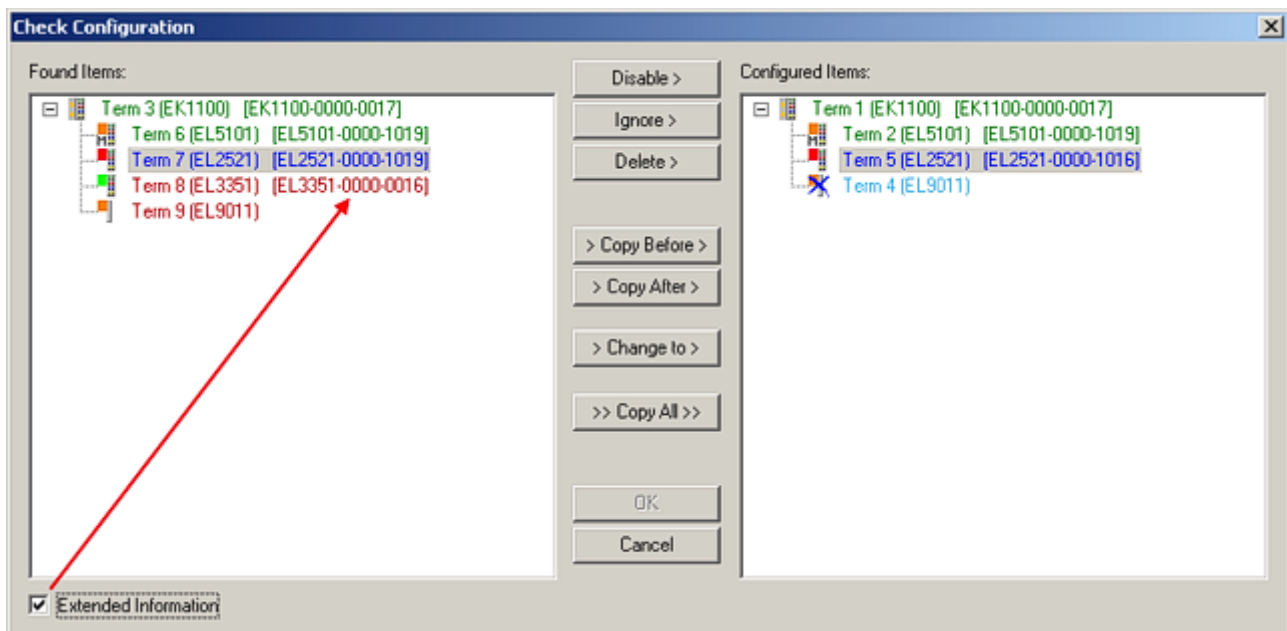 Check Configuration
Found Items:
Term 3 (EK1100) [EK1100-0000-0017]
Term 6 (EL5101) [EL5101-0000-1019]
Term 7 (EL2521) [EL2521-0000-1019]
Term 8 (EL3351) [EL3351-0000-0016]
Term 9 (EL9011)
Disable >
Ignore >
Delete >
> Copy Before >
> Copy After >
> Change to >
>> Copy All >>
OK
Cancel
Configured Items:
Term 1 (EK1100) [EK1100-0000-0017]
Term 2 (EL5101) [EL5101-0000-1019]
Term 5 (EL2521) [EL2521-0000-1016]
Term 4 (EL9011)
Extended Information